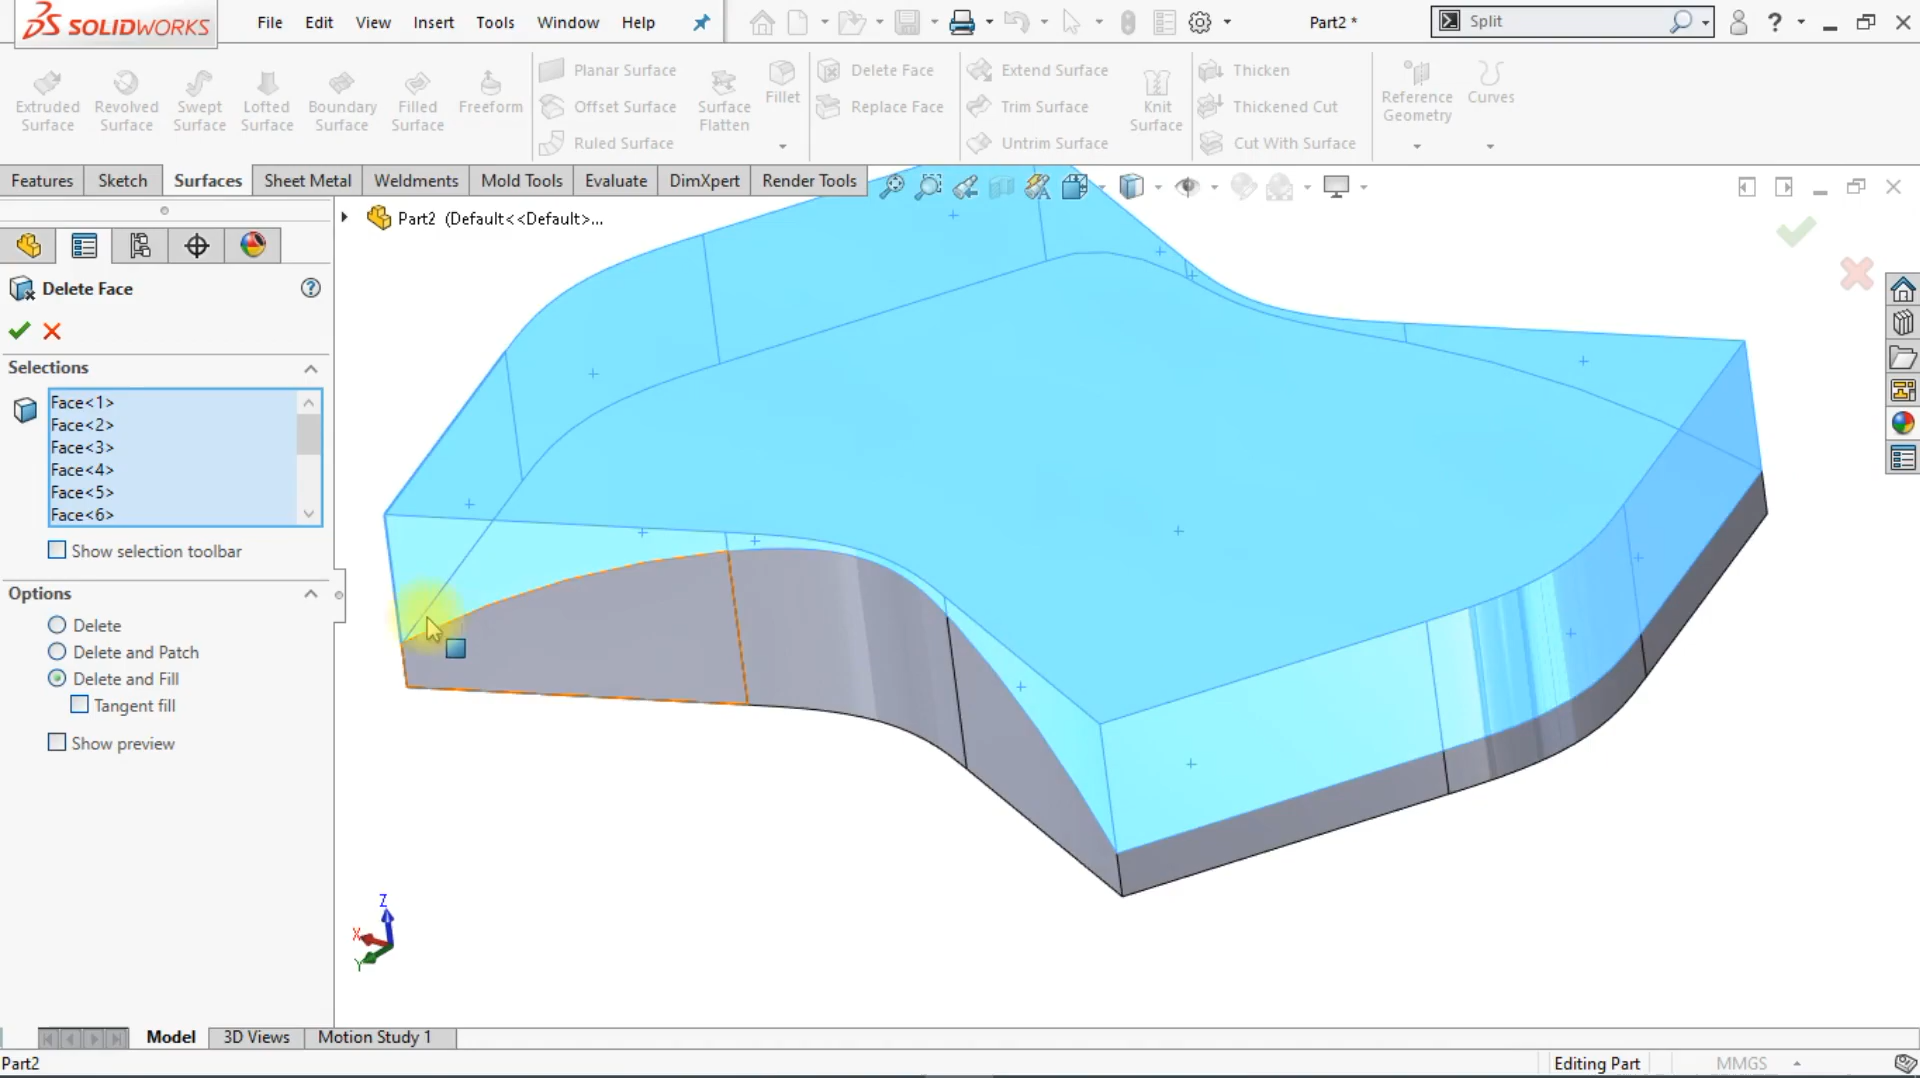 SOLIDWORKS
File Edit View Insert Tools Window Help
Part2 *
Split
Extruded Surface
Revolved Surface
Swept Surface
Lofted Surface
Boundary Surface
Filled Surface
Freeform
Planar Surface
Offset Surface
Ruled Surface
Surface Flatten
Fillet
Delete Face
Replace Face
Extend Surface
Trim Surface
Untrim Surface
Knit Surface
Thicken
Thickened Cut
Cut With Surface
Reference Geometry
Curves
Features Sketch Surfaces Sheet Metal Weldments Mold Tools Evaluate DimXpert Render Tools
Part2 (Default<<Default>...
Delete Face
Selections
Face<1>
Face<2>
Face<3>
Face<4>
Face<5>
Face<6>
Show selection toolbar
Options
Delete
Delete and Patch
Delete and Fill
Tangent fill
Show preview
Z
X
Y
Model 3D Views Motion Study 1
Part2
Editing Part
MMGS